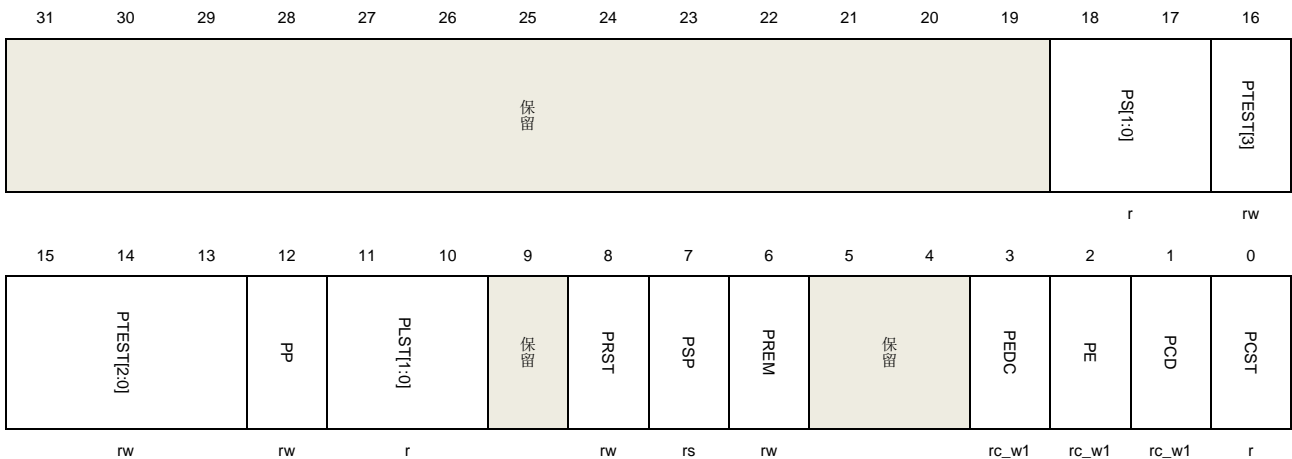 31 30 29 28 27 26 25 24 23 22 21 20 19 18 17 16
保留 PS[1:0] PTEST[3]
r rw
15 14 13 12 11 10 9 8 7 6 5 4 3 2 1 0
PTEST[2:0] PP PLST[1:0] 保留 PRST PSP PREM 保留 PEDC PE PCD PCST
rw rw r rw rs rw rc_w1 rc_w1 rc_w1 r